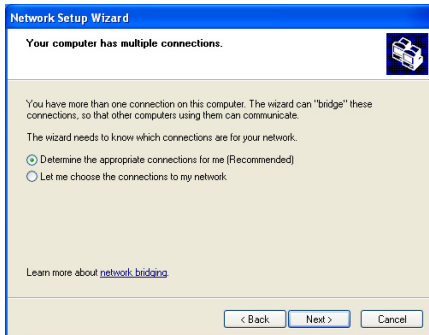 Network Setup Wizard
Your computer has multiple connections.
You have more than one connection on this computer. The wizard can "bridge" these
connections, so that other computers using them can communicate.
The wizard needs to know which connections are for your network.
Determine the appropriate connections for me (Recommended)
Let me choose the connections to my network
Learn more about network bridging.
< Back
Next >
Cancel